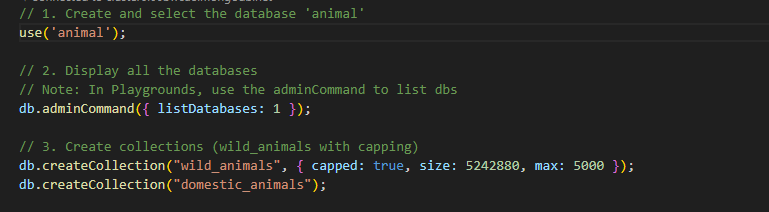 // 1. Create and select the database 'animal'
use('animal');
// 2. Display all the databases
// Note: In Playgrounds, use the adminCommand to list dbs
db.adminCommand({ listDatabases: 1 });
// 3. Create collections (wild_animals with capping)
db.createCollection("wild_animals", { capped: true, size: 5242880, max: 5000 });
db.createCollection("domestic_animals");